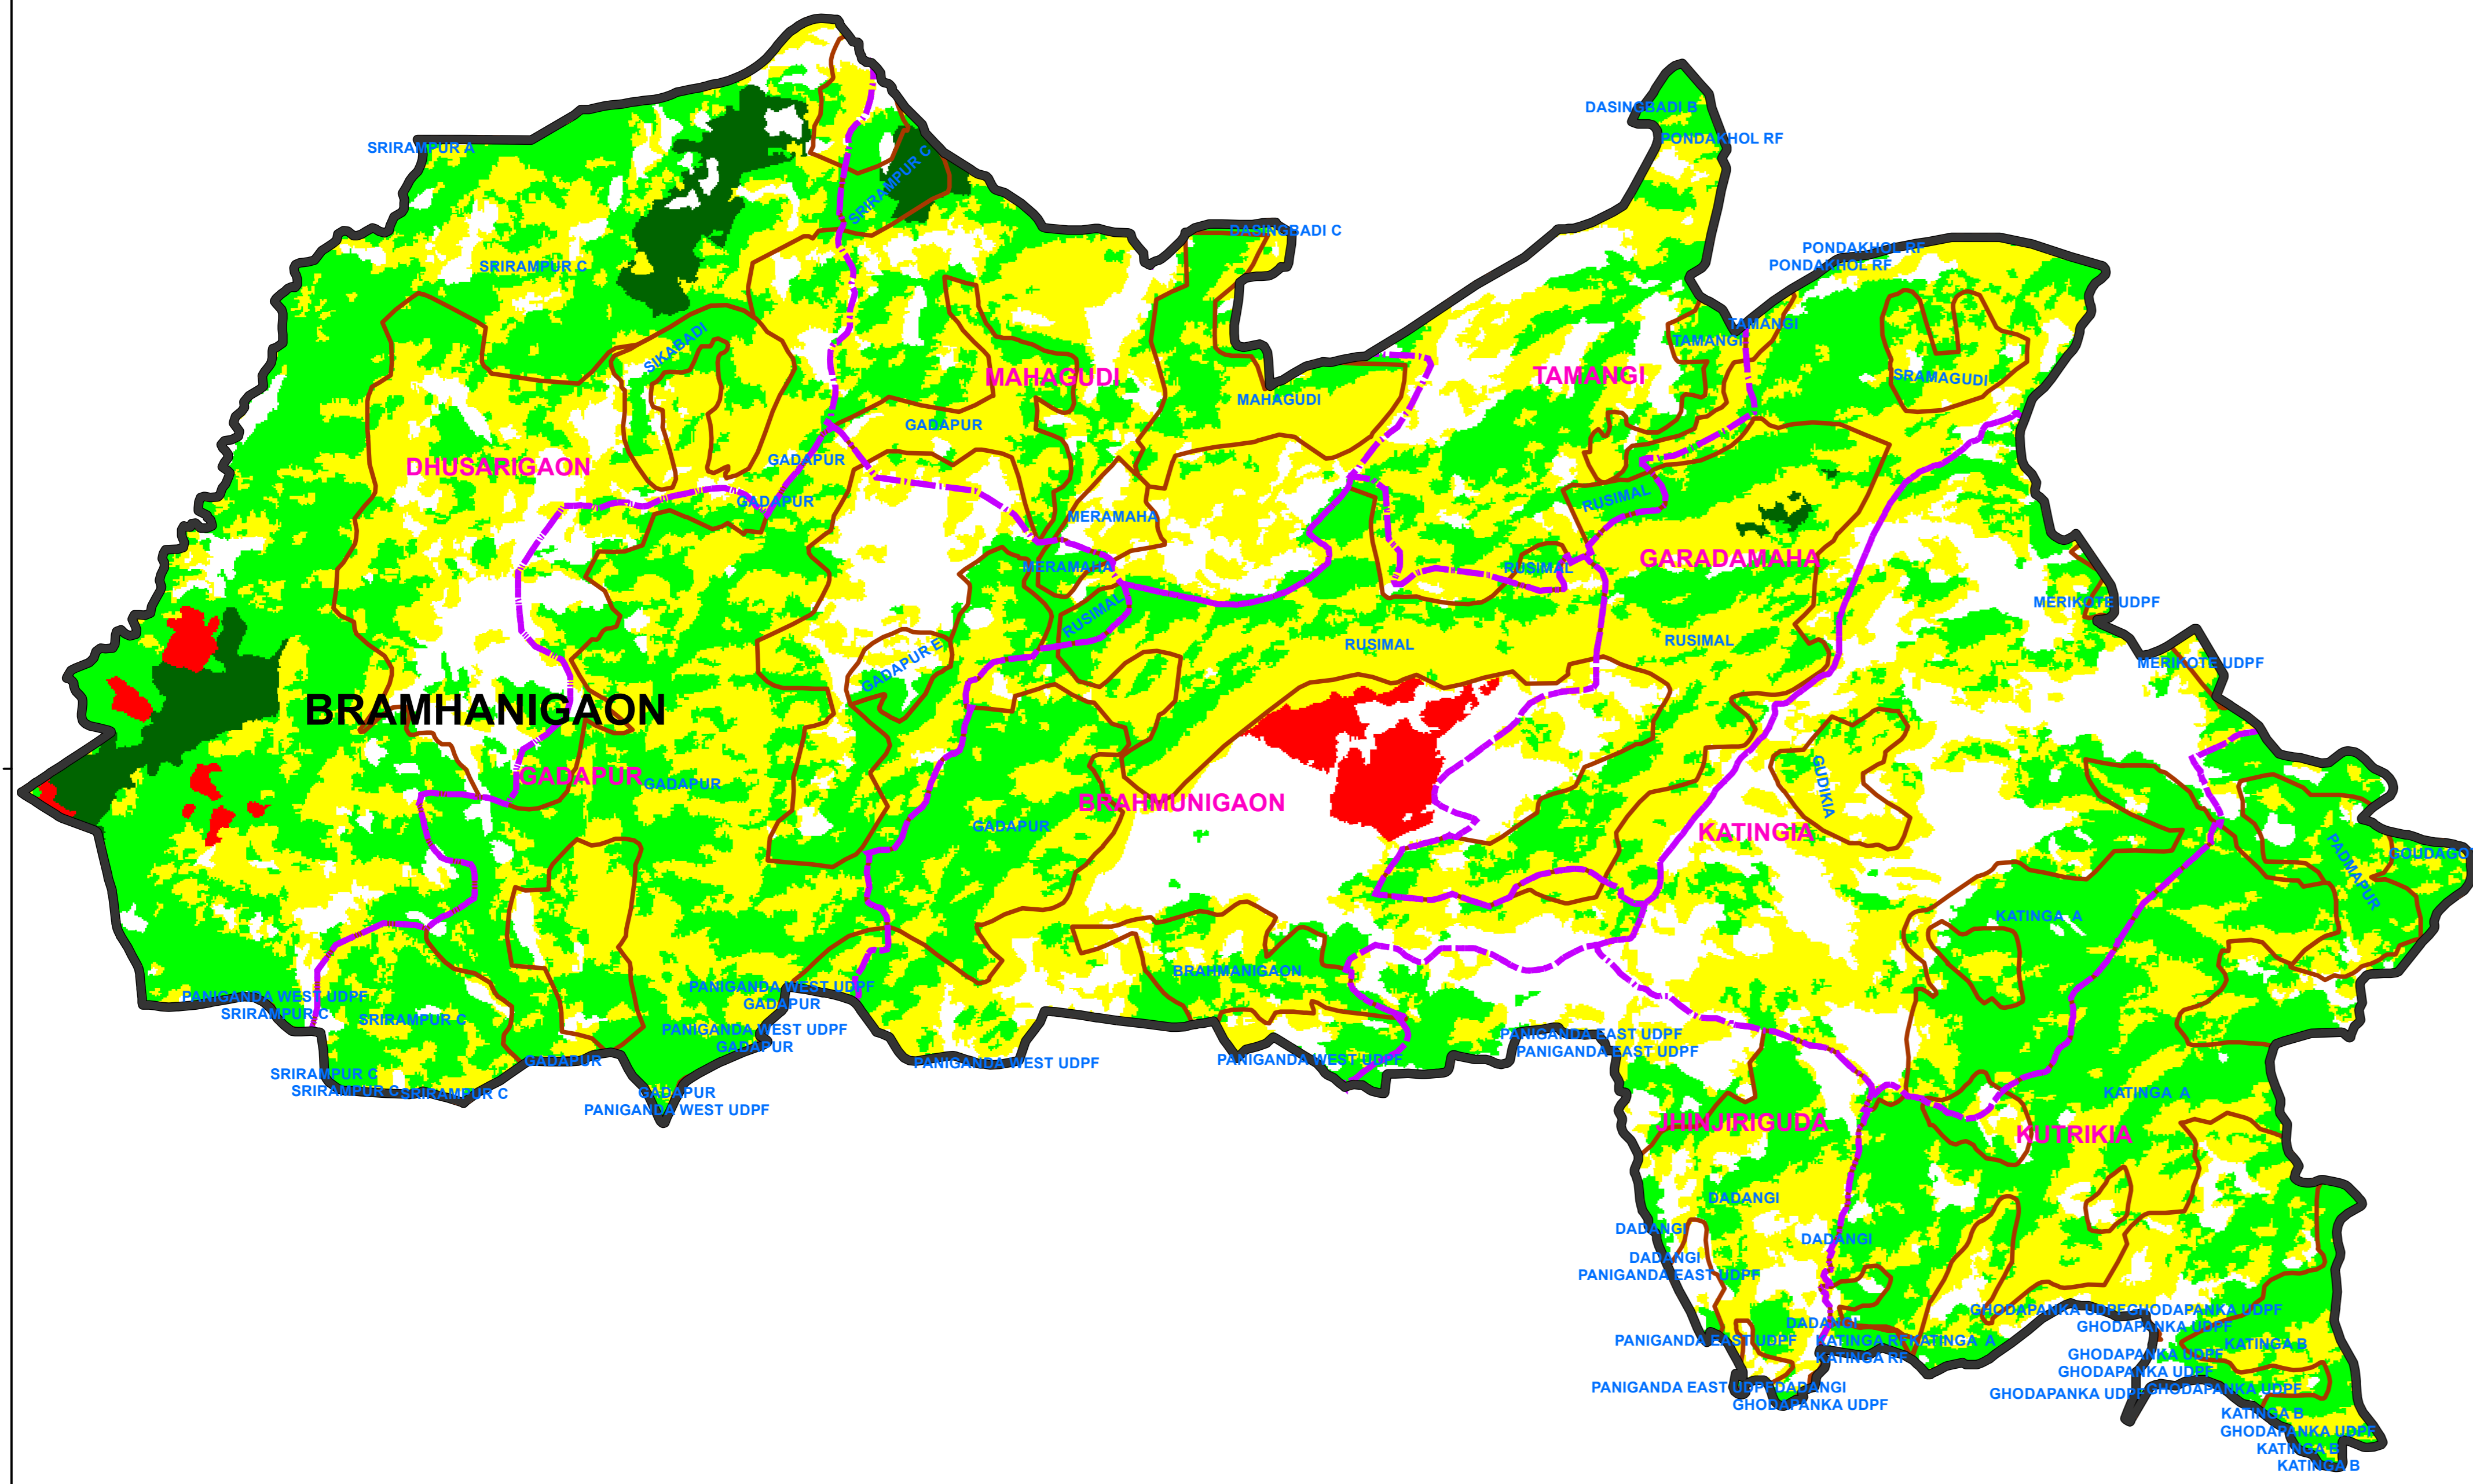 DASINGBADI B
PONDAKHOL RF
SRIRAMPUR A
SRIRAMPUR C
DASINGBADI C
PONDAKHOL RF
PONDAKHOL RF
SRIRAMPUR C
TAMANGI
TAMANGI
SIKABADI
MAHAGUDI
TAMANGI
SRAMAGUDI
MAHAGUDI
GADAPUR
DHUSARIGAON
GADAPUR
GADAPUR
RUSIMAL
MERAMAHA
GARADAMAHA
MERAMAHA
RUSIMAL
MERIKOTE UDPF
RUSIMAL
RUSIMAL
RUSIMAL
GADAPUR E
MERIKOTE UDPF
BRAMHANIGAON
GADAPUR
GADAPUR
GUDIKIA
BRAHMUNIGAON
GADAPUR
KATINGIA
GOUDAGO
PADMAPUR
KATINGA A
BRAHMANIGAON
PANIGANDA WEST UDPF
GADAPUR
PANIGANDA WEST UDPF
SRIRAMPUR C
SRIRAMPUR C
PANIGANDA WEST UDPF
GADAPUR
PANIGANDA EAST UDPF
PANIGANDA EAST UDPF
GADAPUR
PANIGANDA WEST UDPF
PANIGANDA WEST UDPF
SRIRAMPUR C
SRIRAMPUR C
SRIRAMPUR C
GADAPUR
PANIGANDA WEST UDPF
KATINGA A
JHINJIRIGUDA
KUTRIKIA
DADANGI
DADANGI
DADANGI
DADANGI
PANIGANDA EAST UDPF
GHODAPANKA UDPF
GHODAPANKA UDPF
DADANGI
GHODAPANKA UDPF
PANIGANDA EAST UDPF
KATINGA RF
KATINGA A
KATINGA B
KATINGA RF
GHODAPANKA UDPF
GHODAPANKA UDPF
PANIGANDA EAST UDPF
DADANGI
GHODAPANKA UDPF
GHODAPANKA UDPF
GHODAPANKA UDPF
KATINGA B
GHODAPANKA UDPF
KATINGA B
KATINGA B